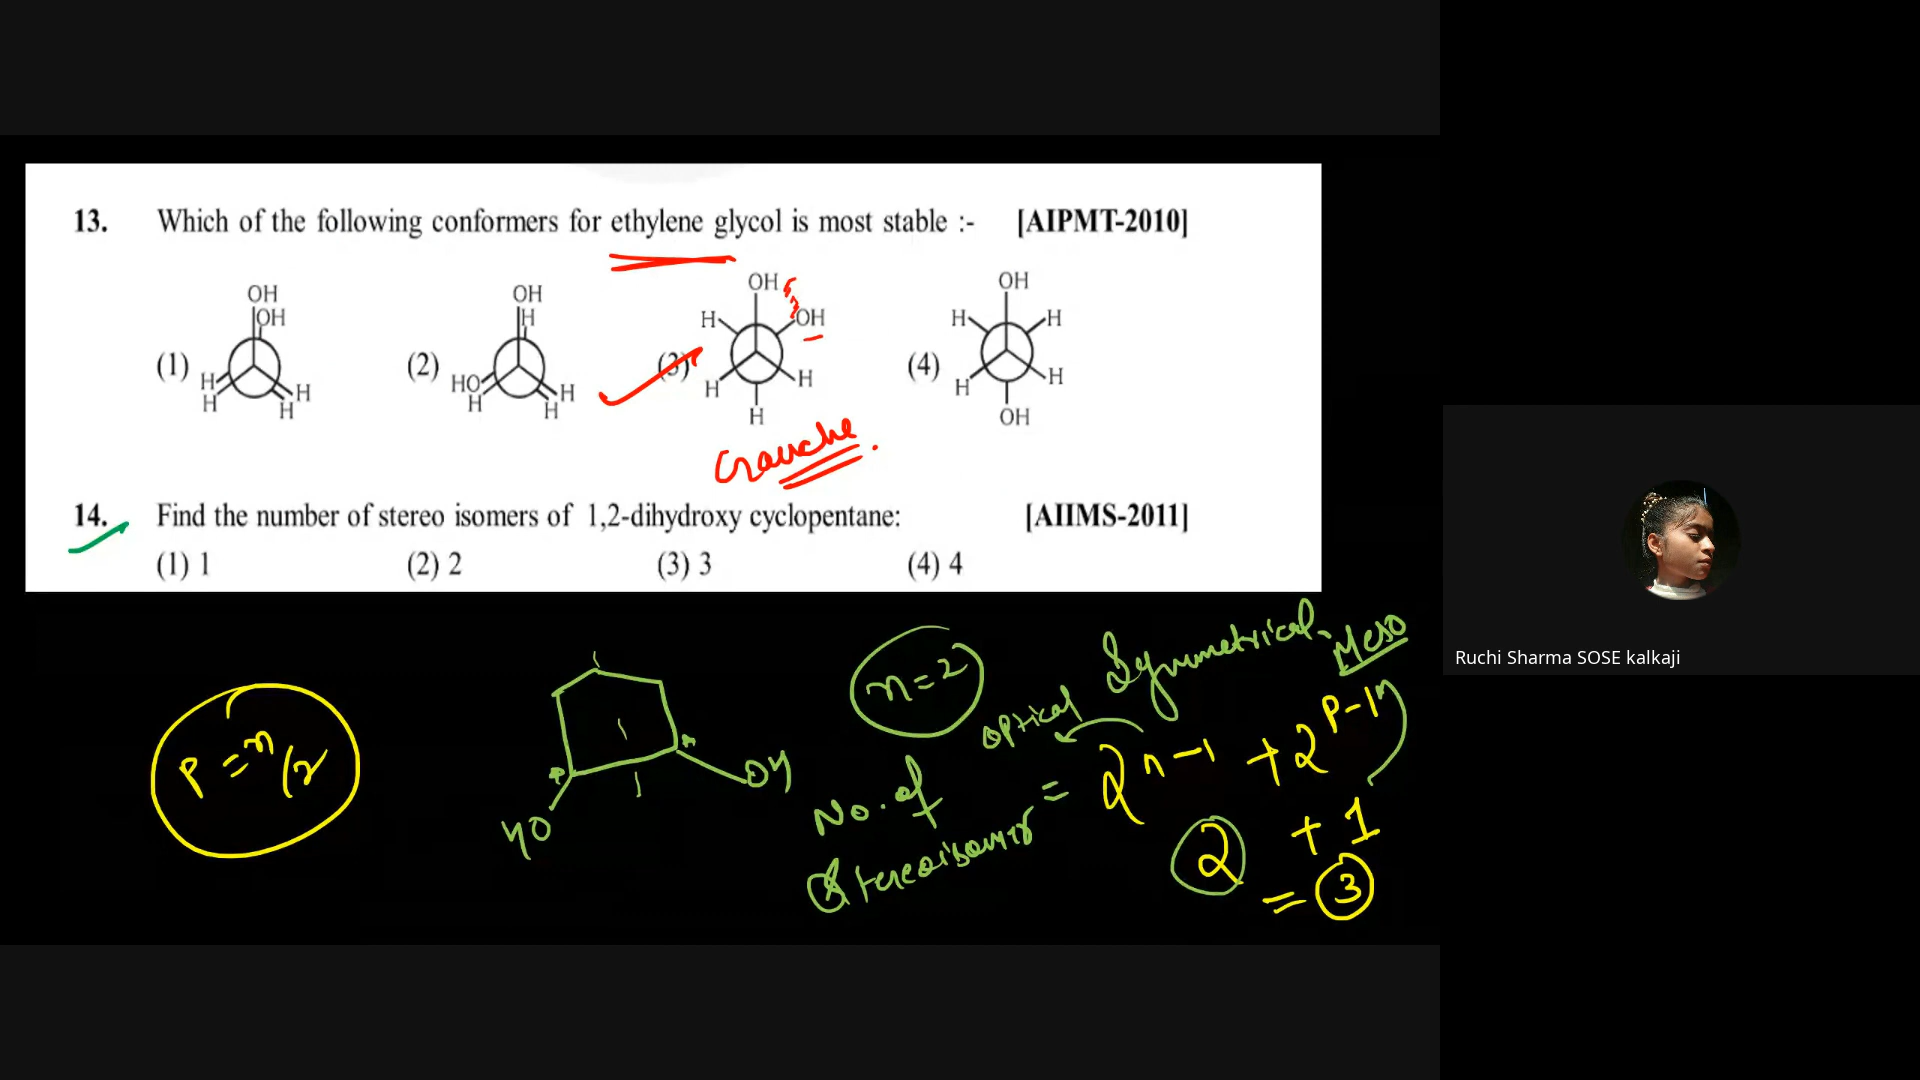 13. Which of the following conformers for ethylene glycol is most stable :- [AIPMT-2010]
(1) OH OH H H H H
(2) OH H HO H H H
(3) OH OH H H H H
(4) OH H H H H OH
Gauche.
14. Find the number of stereo isomers of 1,2-dihydroxy cyclopentane: [AIIMS-2011]
(1) 1 (2) 2 (3) 3 (4) 4
Ruchi Sharma SOSE kalkaji
n=2 Symmetrical. Meso
optical
P = n/2
HO OH
No. of Stereoisomers = 2^n-1 + 2^P-1
2 + 1
= 3